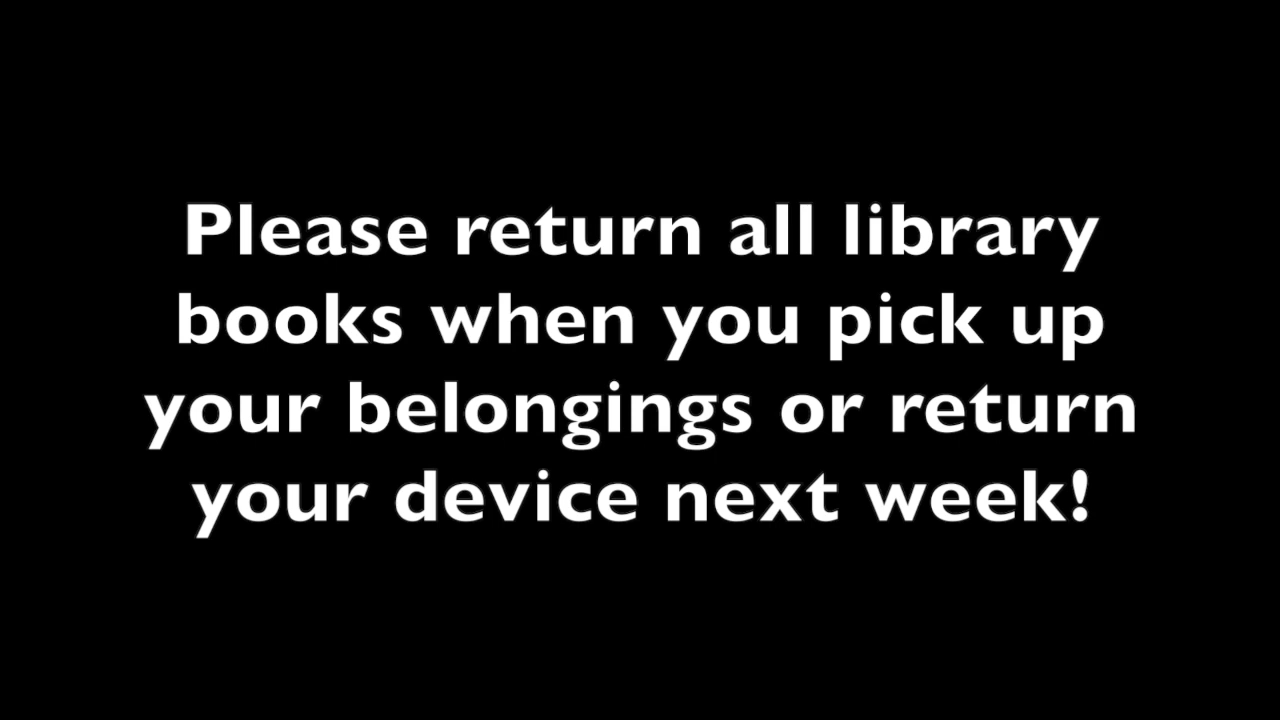 Please return all library
books when you pick up
your belongings or return
your device next week!